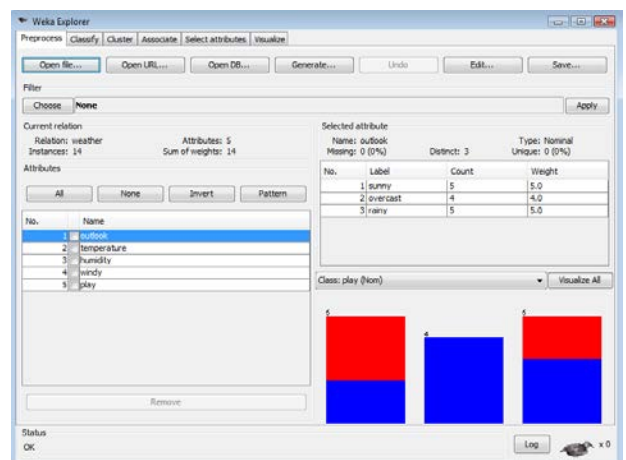 Weka Explorer
Preprocess Classify Cluster Associate Select attributes Visualize
Open file... Open URL... Open DB... Generate... Undo Edit... Save...
Filter
Choose None Apply
Current relation
Relation: weather Attributes: 5
Instances: 14 Sum of weights: 14
Attributes
All None Invert Pattern
No. Name
1 outlook
2 temperature
3 humidity
4 windy
5 play
Remove
Selected attribute
Name: outlook Type: Nominal
Missing: 0 (0%) Distinct: 3 Unique: 0 (0%)
No. Label Count Weight
1 sunny 5 5.0
2 overcast 4 4.0
3 rainy 5 5.0
Class: play (Nom) Visualize All
5 4 5
Status
OK Log x 0